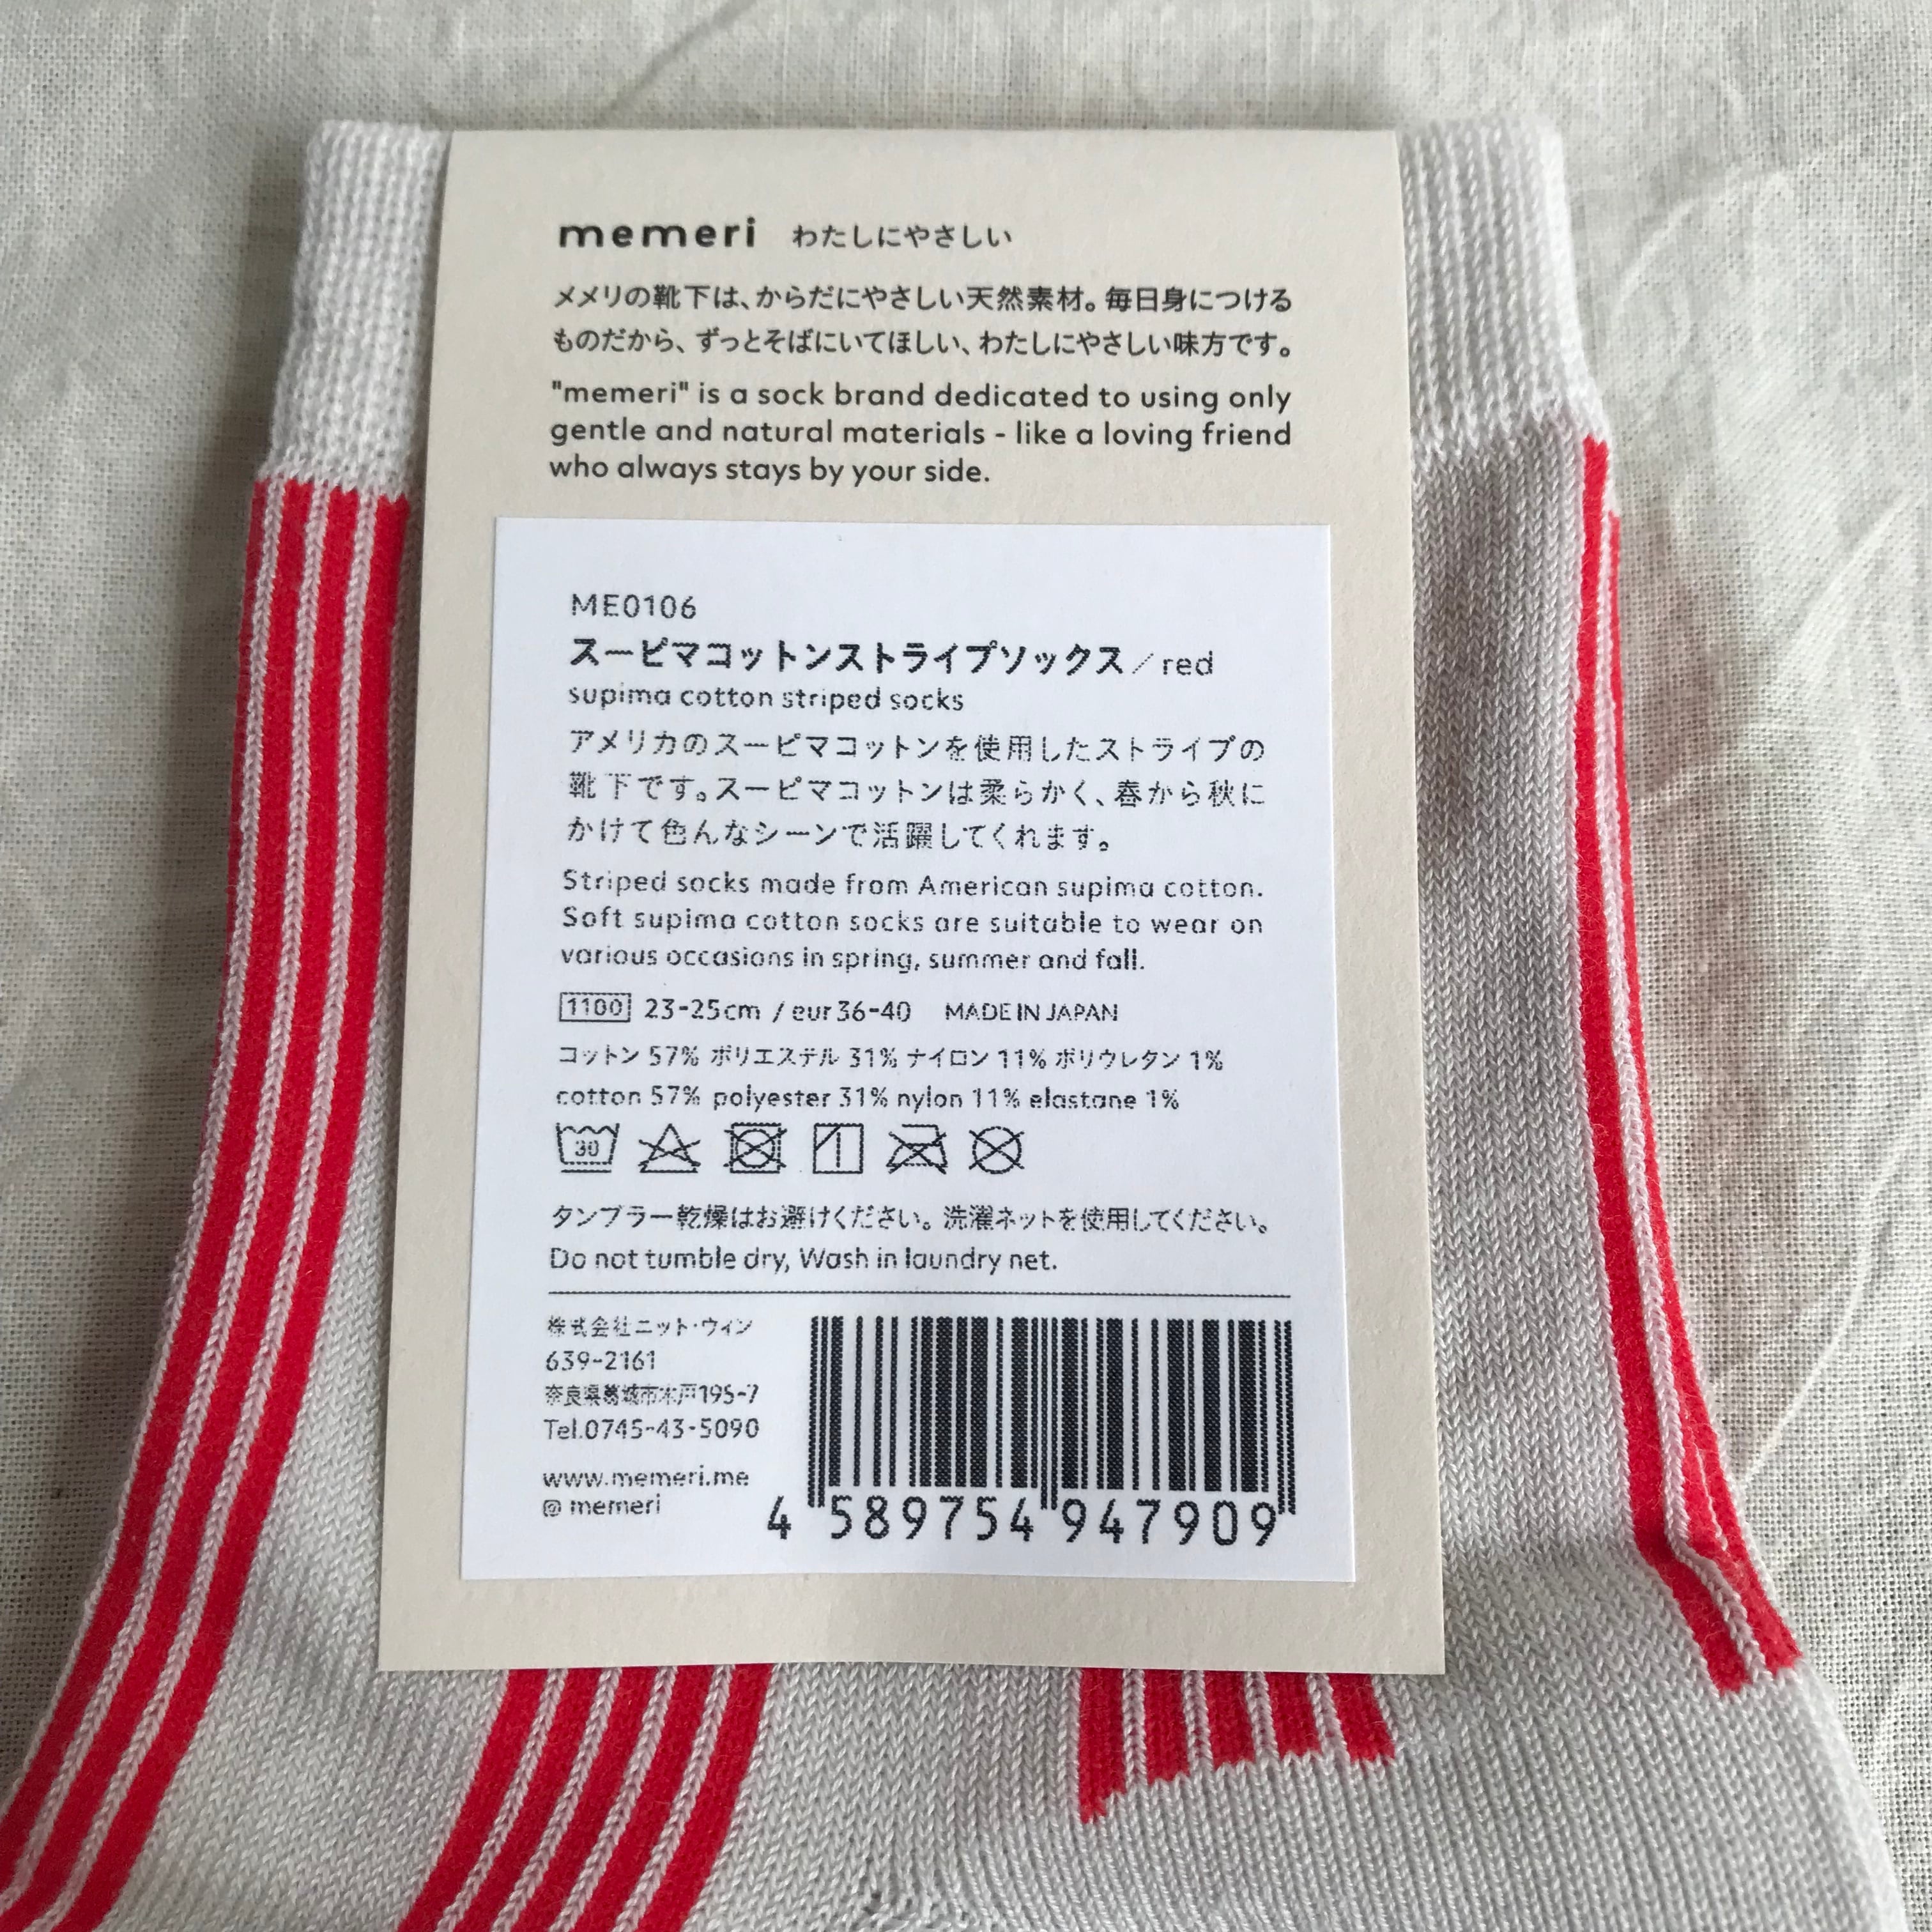 memeri わたしにやさしい
メメリの靴下は、からだにやさしい天然素材。毎日身につける
ものだから、ずっとそばにいてほしい、わたしにやさしい味方です。
"memeri" is a sock brand dedicated to using only
gentle and natural materials - like a loving friend
who always stays by your side.
ME0106
スーピマコットンストライプソックス／red
supima cotton striped socks
アメリカのスーピマコットンを使用したストライプの
靴下です。スーピマコットンは柔らかく、春から秋に
かけて色んなシーンで活躍してくれます。
Striped socks made from American supima cotton.
Soft supima cotton socks are suitable to wear on
various occasions in spring, summer and fall.
1100 23-25cm / eur36-40 MADE IN JAPAN
コットン 57% ポリエステル 31% ナイロン 11% ポリウレタン 1%
cotton 57% polyester 31% nylon 11% elastane 1%
30
タンブラー乾燥はお避けください。洗濯ネットを使用してください。
Do not tumble dry, Wash in laundry net.
株式会社ニット・ウィン
639-2161
奈良県葛城市木戸195-7
Tel.0745-43-5090
www.memeri.me
@ memeri
4 589754 947909